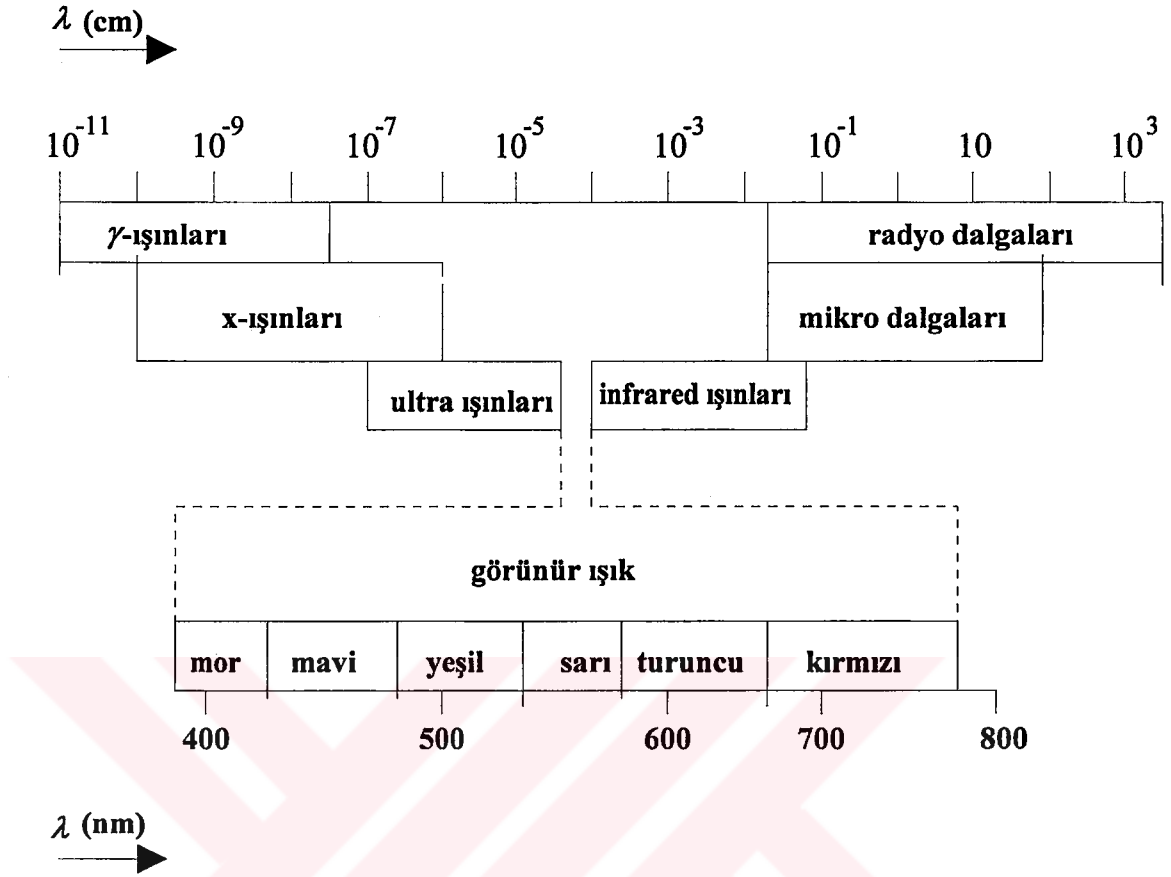 λ (cm)
10⁻¹¹ 10⁻⁹ 10⁻⁷ 10⁻⁵ 10⁻³ 10⁻¹ 10 10³
γ-ışınları radyo dalgaları
x-ışınları mikro dalgaları
ultra ışınları infrared ışınları
görünür ışık
mor mavi yeşil sarı turuncu kırmızı
400 500 600 700 800
λ (nm)